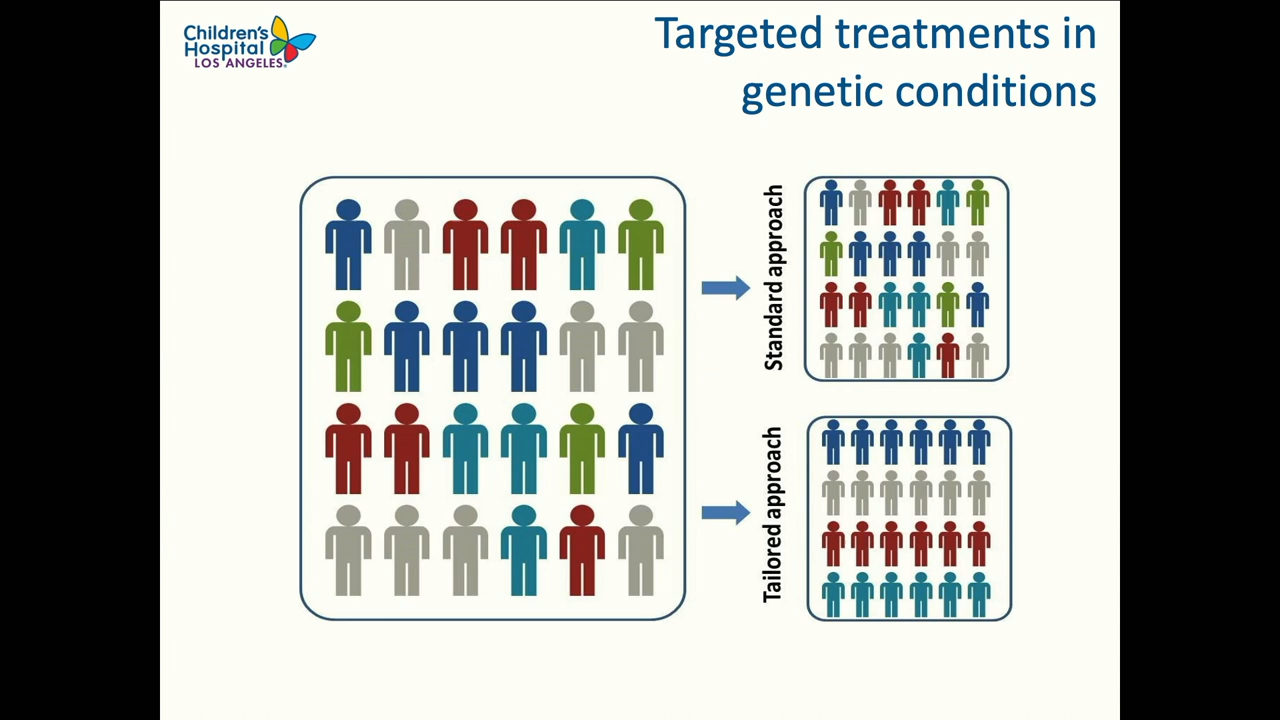 Children's
Hospital
LOS ANGELES
Targeted treatments in
genetic conditions
Standard approach
Tailored approach